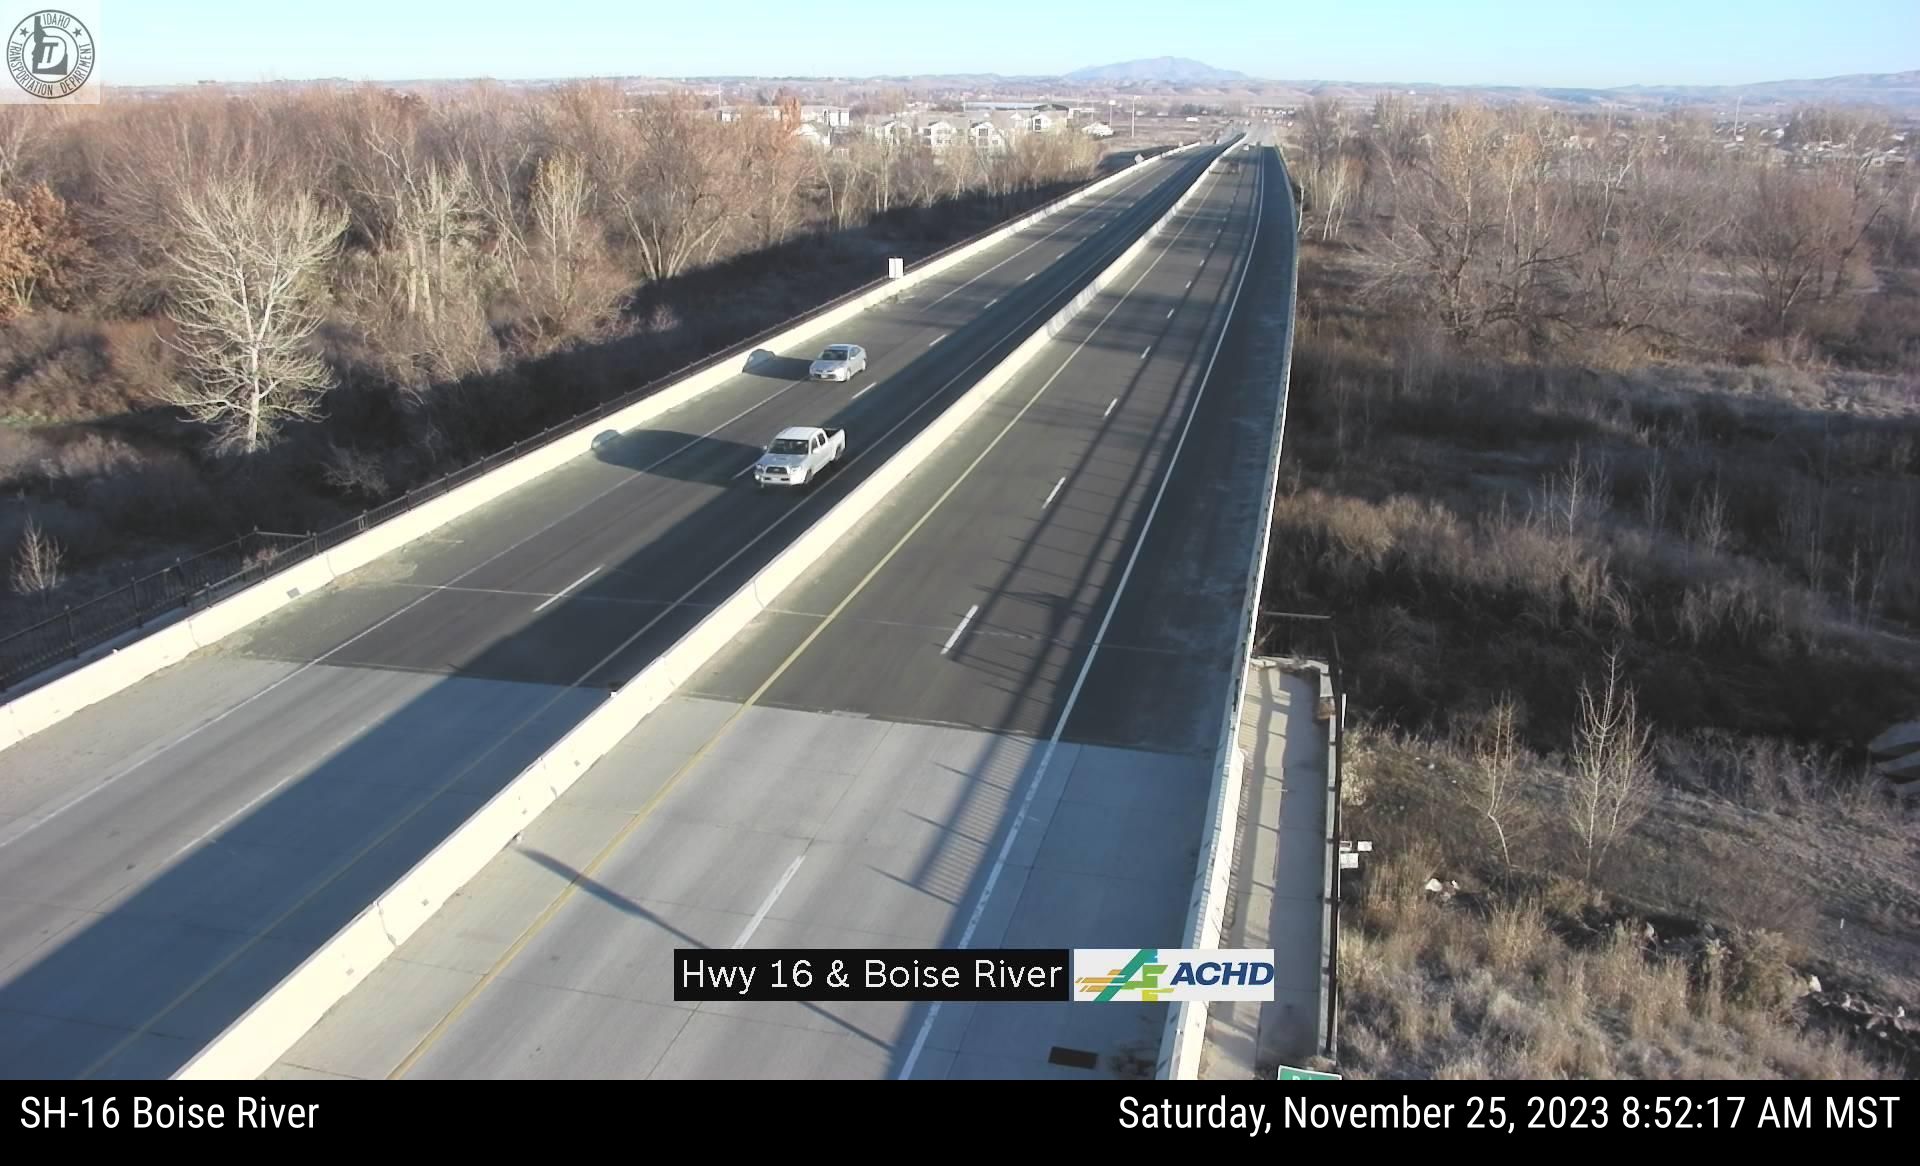 IDAHO
TRANSPORTATION DEPARTMENT
Hwy 16 & Boise River ACHD
SH-16 Boise River
Saturday, November 25, 2023 8:52:17 AM MST